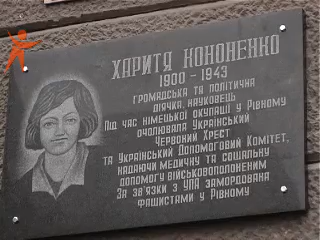 ХАРИТЯ КОНОНЕНКО
1900 - 1943
ГРОМАДСЬКА ТА ПОЛІТИЧНА
ДІЯЧКА, НАУКОВЕЦЬ
ПІД ЧАС НІМЕЦЬКОЇ ОКУПАЦІЇ У РІВНОМУ
ОЧОЛЮВАЛА УКРАЇНСЬКИЙ
ЧЕРВОНИЙ ХРЕСТ
ТА УКРАЇНСЬКИЙ ДОПОМОГОВИЙ КОМІТЕТ,
НАДАЮЧИ МЕДИЧНУ ТА СОЦІАЛЬНУ
ДОПОМОГУ ВІЙСЬКОВОПОЛОНЕНИМ
ЗА ЗВ'ЯЗКИ З УПА ЗАМОРДОВАНА
ФАШИСТАМИ У РІВНОМУ